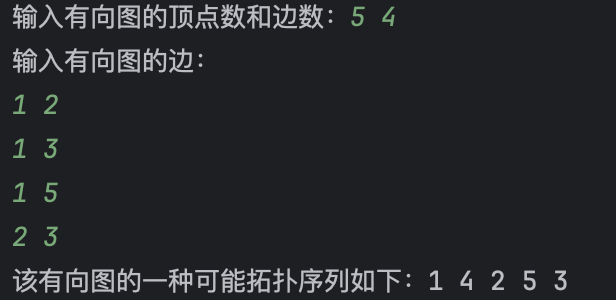 输入有向图的顶点数和边数：5 4
输入有向图的边：
1 2
1 3
1 5
2 3
该有向图的一种可能拓扑序列如下：1 4 2 5 3